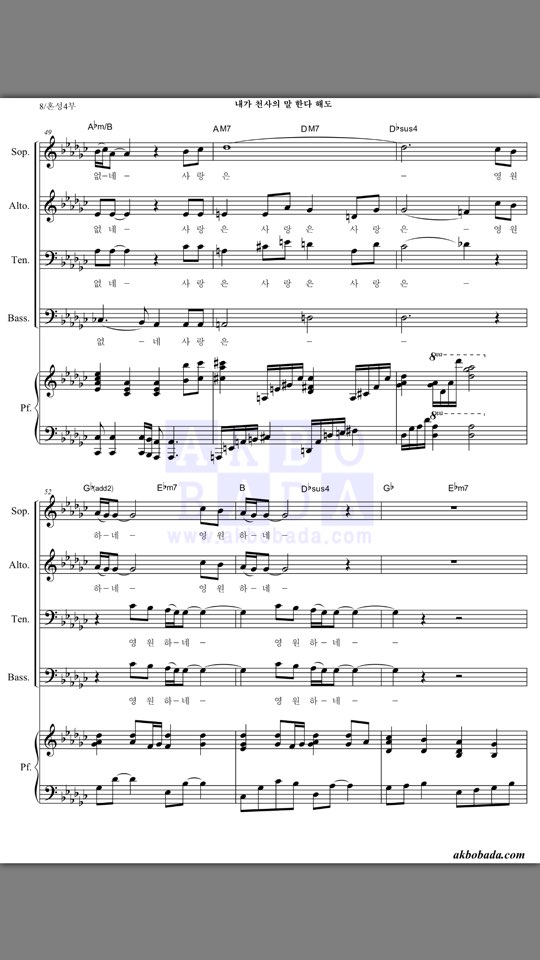 8/혼성4부
내가 천사의 말 한다 해도
49
A♭m/B A M7 D M7 D♭sus4
Sop.
없-네- 사 랑 은 - - 영 원
Alto.
없 네 - 사 랑 은 사 랑 은 - - 영 원
Ten.
없 네 - 사 랑 은 사 랑 은 사 랑 은
Bass.
없 - 네 사 랑 은 - -
8va
Pf.
8va
AKBO
BADA
www.akbobada.com
52
G♭(add2) E♭m7 B D♭sus4 G♭ E♭m7
Sop.
하-네- 영 원 하-네-
Alto.
하-네- 영 원 하-네-
Ten.
영 원 하-네- 영 원 하-네-
Bass.
영 원 하-네- 영 원 하-네-
Pf.
akbobada.com